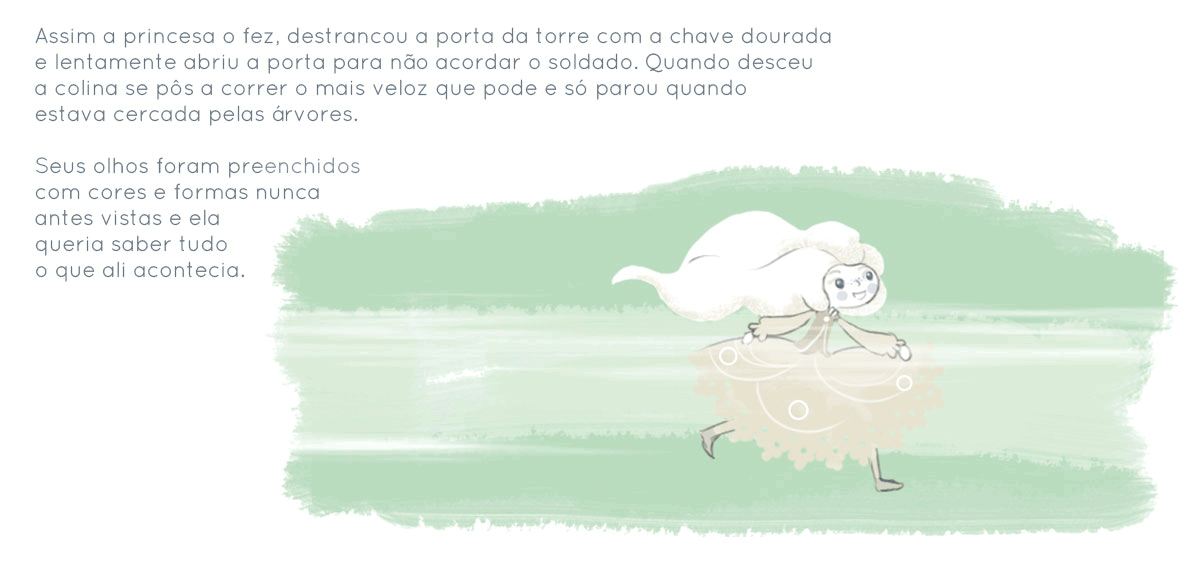 Assim a princesa o fez, destrancou a porta da torre com a chave dourada
e lentamente abriu a porta para não acordar o soldado. Quando desceu
a colina se pôs a correr o mais veloz que pode e só parou quando
estava cercada pelas árvores.
Seus olhos foram preenchidos
com cores e formas nunca
antes vistas e ela
queria saber tudo
o que ali acontecia.